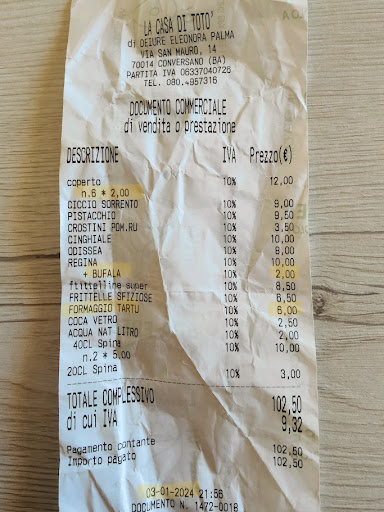 LA CASA DI TOTO'
di DEIURE ELEONORA PALMA
VIA SAN MAURO, 14
70014 CONVERSANO (BA)
PARTITA IVA 06337040726
TEL. 080.4957316
DOCUMENTO COMMERCIALE
di vendita o prestazione
DESCRIZIONE IVA Prezzo(€)
coperto 10% 12,00
n.6 * 2,00
CICCIO SORRENTO 10% 9,00
PISTACCHIO 10% 9,50
CROSTINI POM.RU 10% 3,50
CINGHIALE 10% 10,00
ODISSEA 10% 8,00
REGINA 10% 10,00
+ BUFALA 10% 2,00
ftittelline super 10% 8,50
FRITTELLE SFIZIOSE 10% 6,50
FORMAGGIO TARTU 10% 6,00
COCA VETRO 10% 2,50
ACQUA NAT LITRO 10% 2,00
40CL Spina 10% 10,00
n.2 * 5,00
20CL Spina 10% 3,00
TOTALE COMPLESSIVO 102,50
di cui IVA 9,32
Pagamento contante 102,50
Importo pagato 102,50
03-01-2024 21:56
DOCUMENTO N. 1472-0016